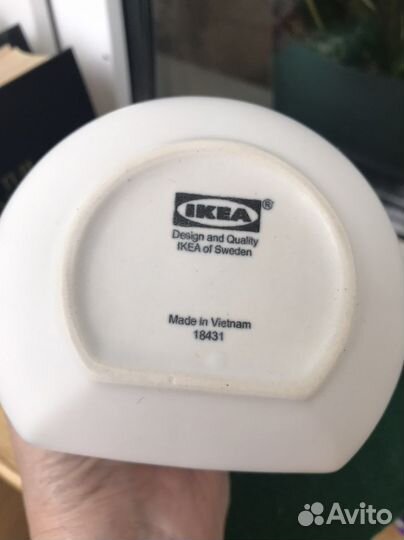 IKEA®
Design and Quality
IKEA of Sweden
Made in Vietnam
18431
Avito